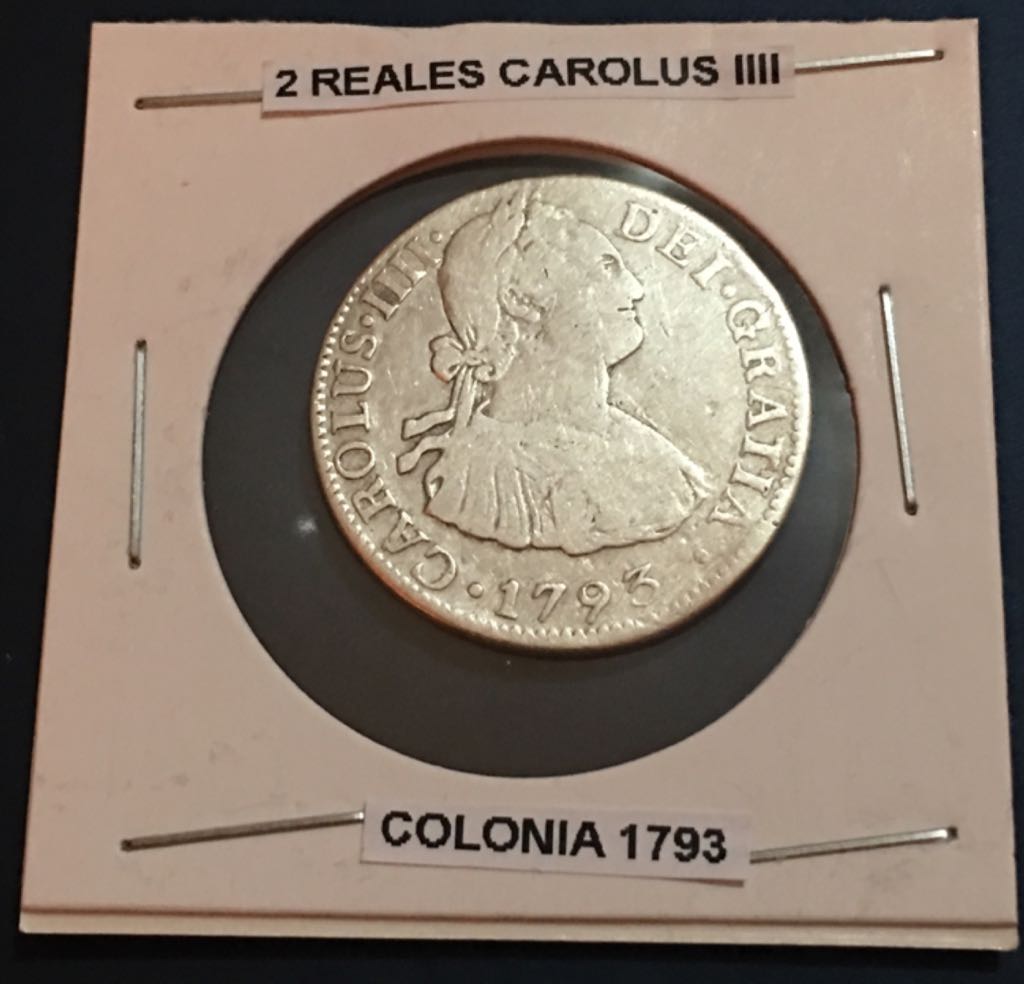 2 REALES CAROLUS IIII
CAROLUS·IIII· DEI·GRATIA
·1793·
COLONIA 1793